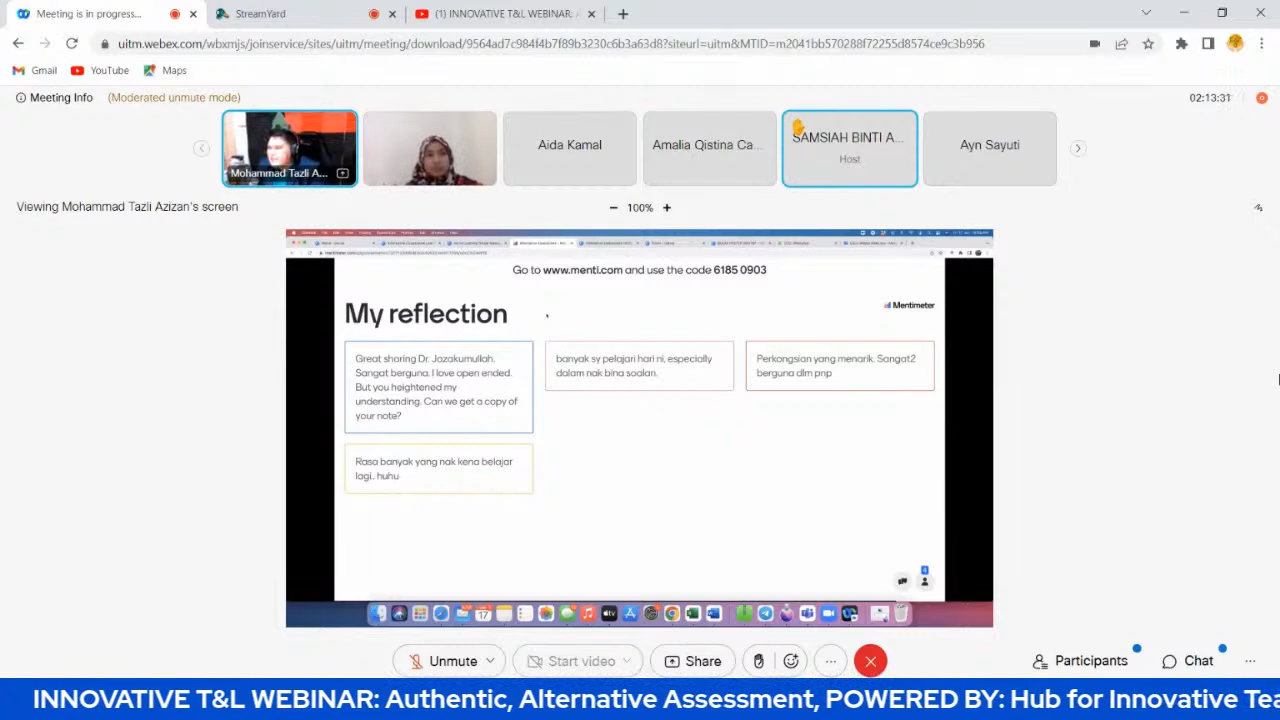 Meeting is in progress...
StreamYard
(1) INNOVATIVE T&L WEBINAR: A
uitm.webex.com/wbxmjs/joinservice/sites/uitm/meeting/download/9564ad7c984f4b7f89b3230c6b3a63d8?siteurl=uitm&MTID=m2041bb570288f72255d8574ce9c3b956
Gmail
YouTube
Maps
Meeting Info
(Moderated unmute mode)
02:13:31
Mohammad Tazli A...
Aida Kamal
Amalia Qistina Ca...
SAMSIAH BINTI A...
Host
Ayn Sayuti
Viewing Mohammad Tazli Azizan's screen
100%
Go to www.menti.com and use the code 6185 0903
Mentimeter
My reflection
Great sharing Dr. Jazakumullah.
Sangat berguna. I love open ended.
But you heightened my
understanding. Can we get a copy of
your note?
banyak sy pelajari hari ni, especially
dalam nak bina soalan.
Perkongsian yang menarik. Sangat2
berguna dlm pnp
Rasa banyak yang nak kena belajar
lagi.. huhu
4
17
tv
Unmute
Start video
Share
Participants
Chat
INNOVATIVE T&L WEBINAR: Authentic, Alternative Assessment, POWERED BY: Hub for Innovative Tea